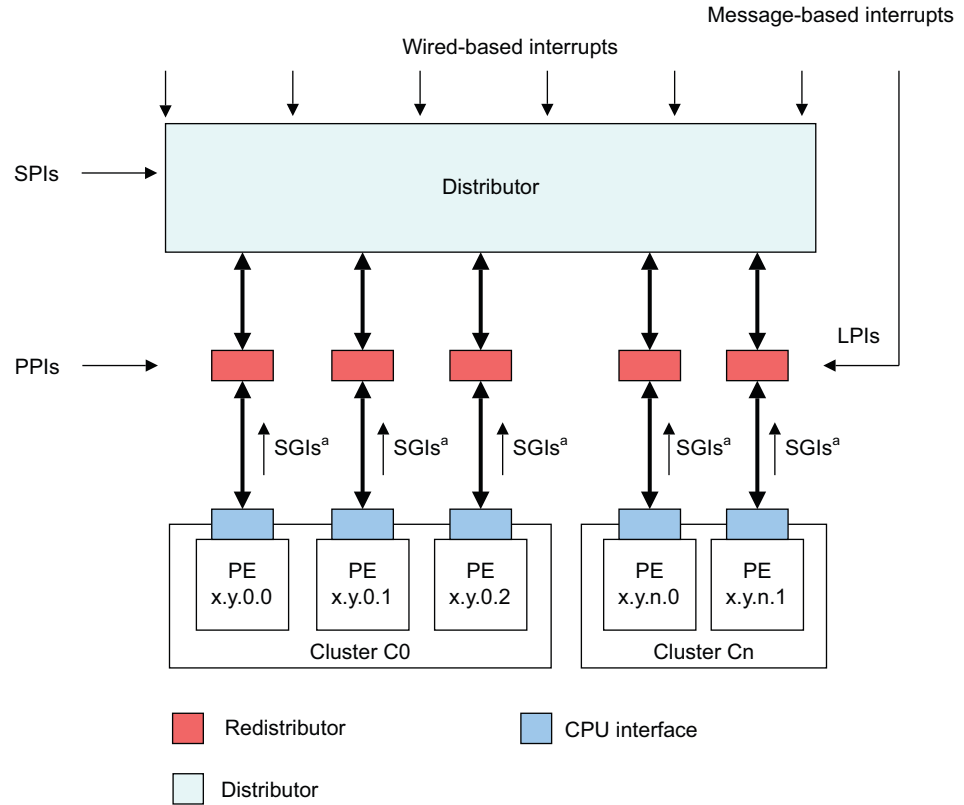 Message-based interrupts
Wired-based interrupts
SPIs
Distributor
PPIs
LPIs
SGIsᵃ
SGIsᵃ
SGIsᵃ
SGIsᵃ
SGIsᵃ
PE
x.y.0.0
PE
x.y.0.1
PE
x.y.0.2
PE
x.y.n.0
PE
x.y.n.1
Cluster C0
Cluster Cn
Redistributor
CPU interface
Distributor